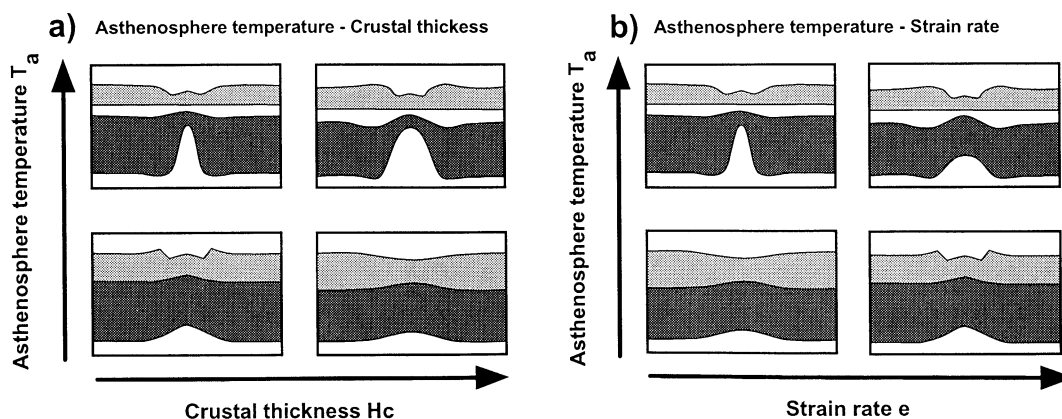 a) Asthenosphere temperature - Crustal thickess
Asthenosphere temperature Ta
Crustal thickness Hc
b) Asthenosphere temperature - Strain rate
Asthenosphere temperature Ta
Strain rate e